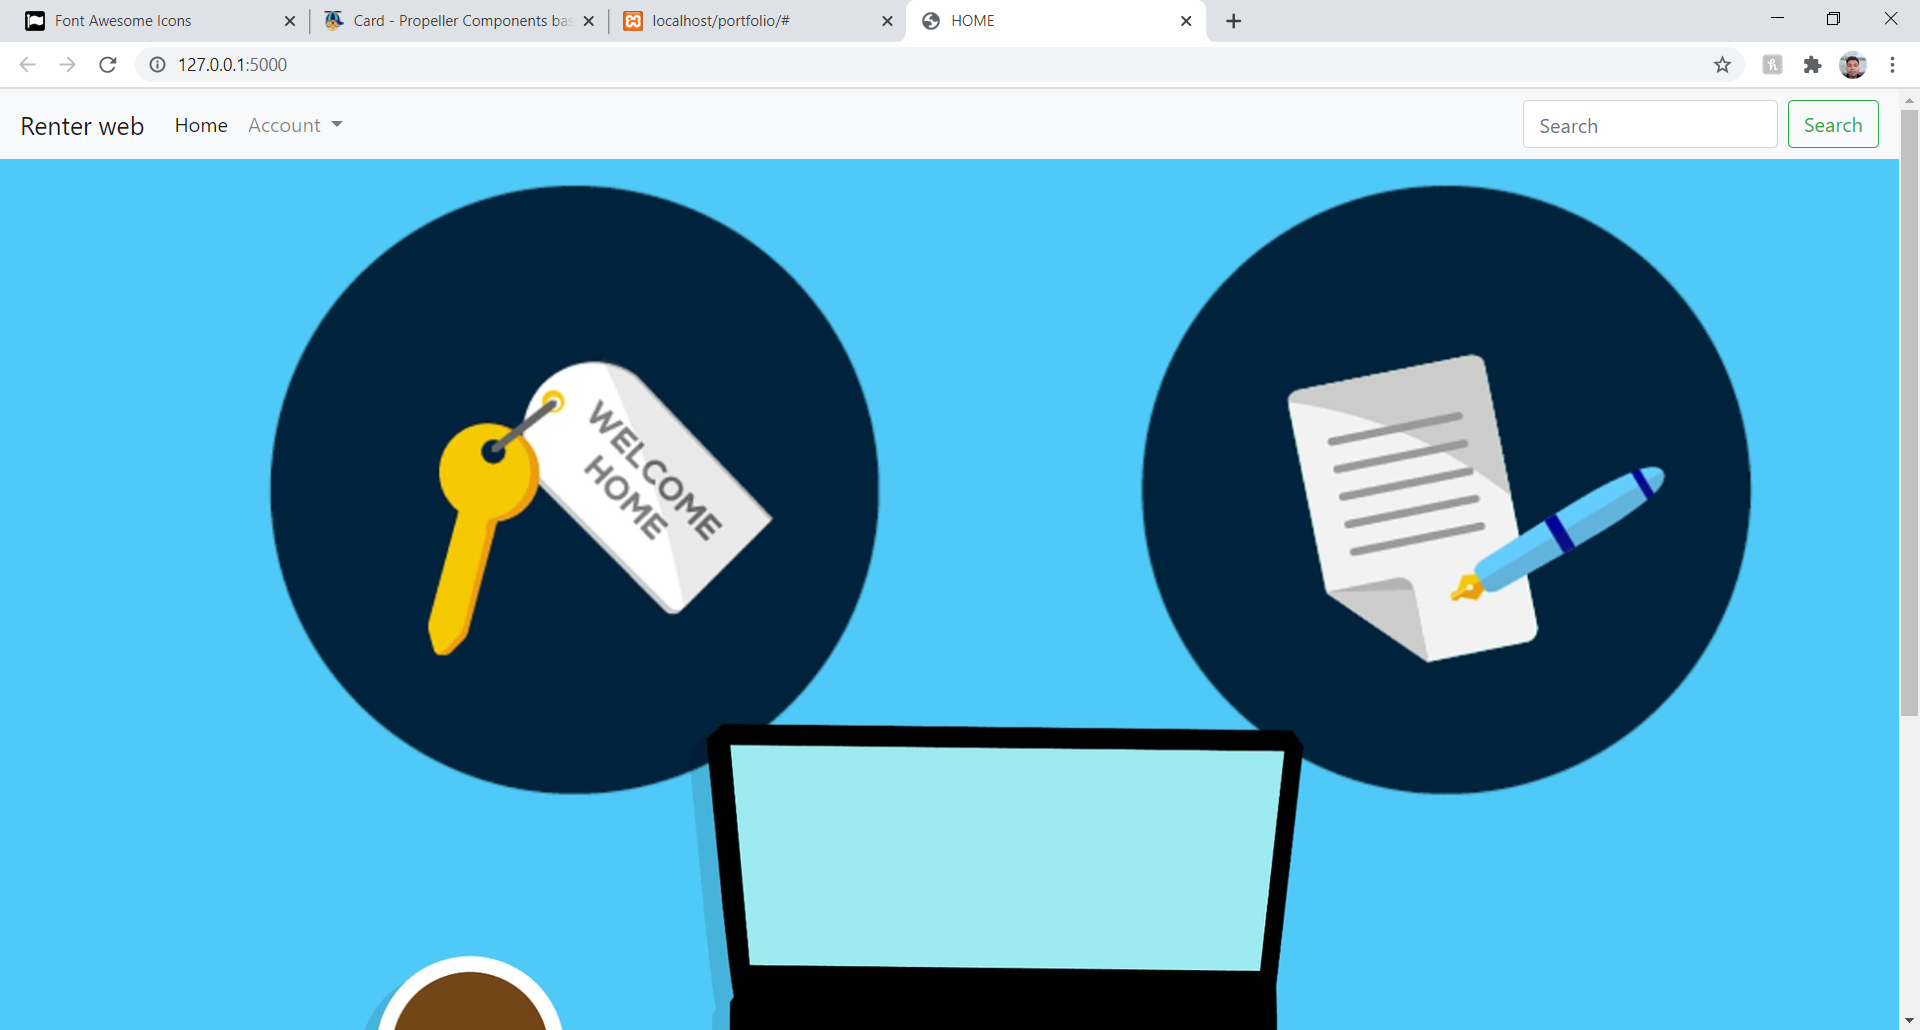 Font Awesome Icons
Card - Propeller Components bas
localhost/portfolio/#
HOME
127.0.0.1:5000
Renter web
Home
Account
Search
Search
WELCOME
HOME